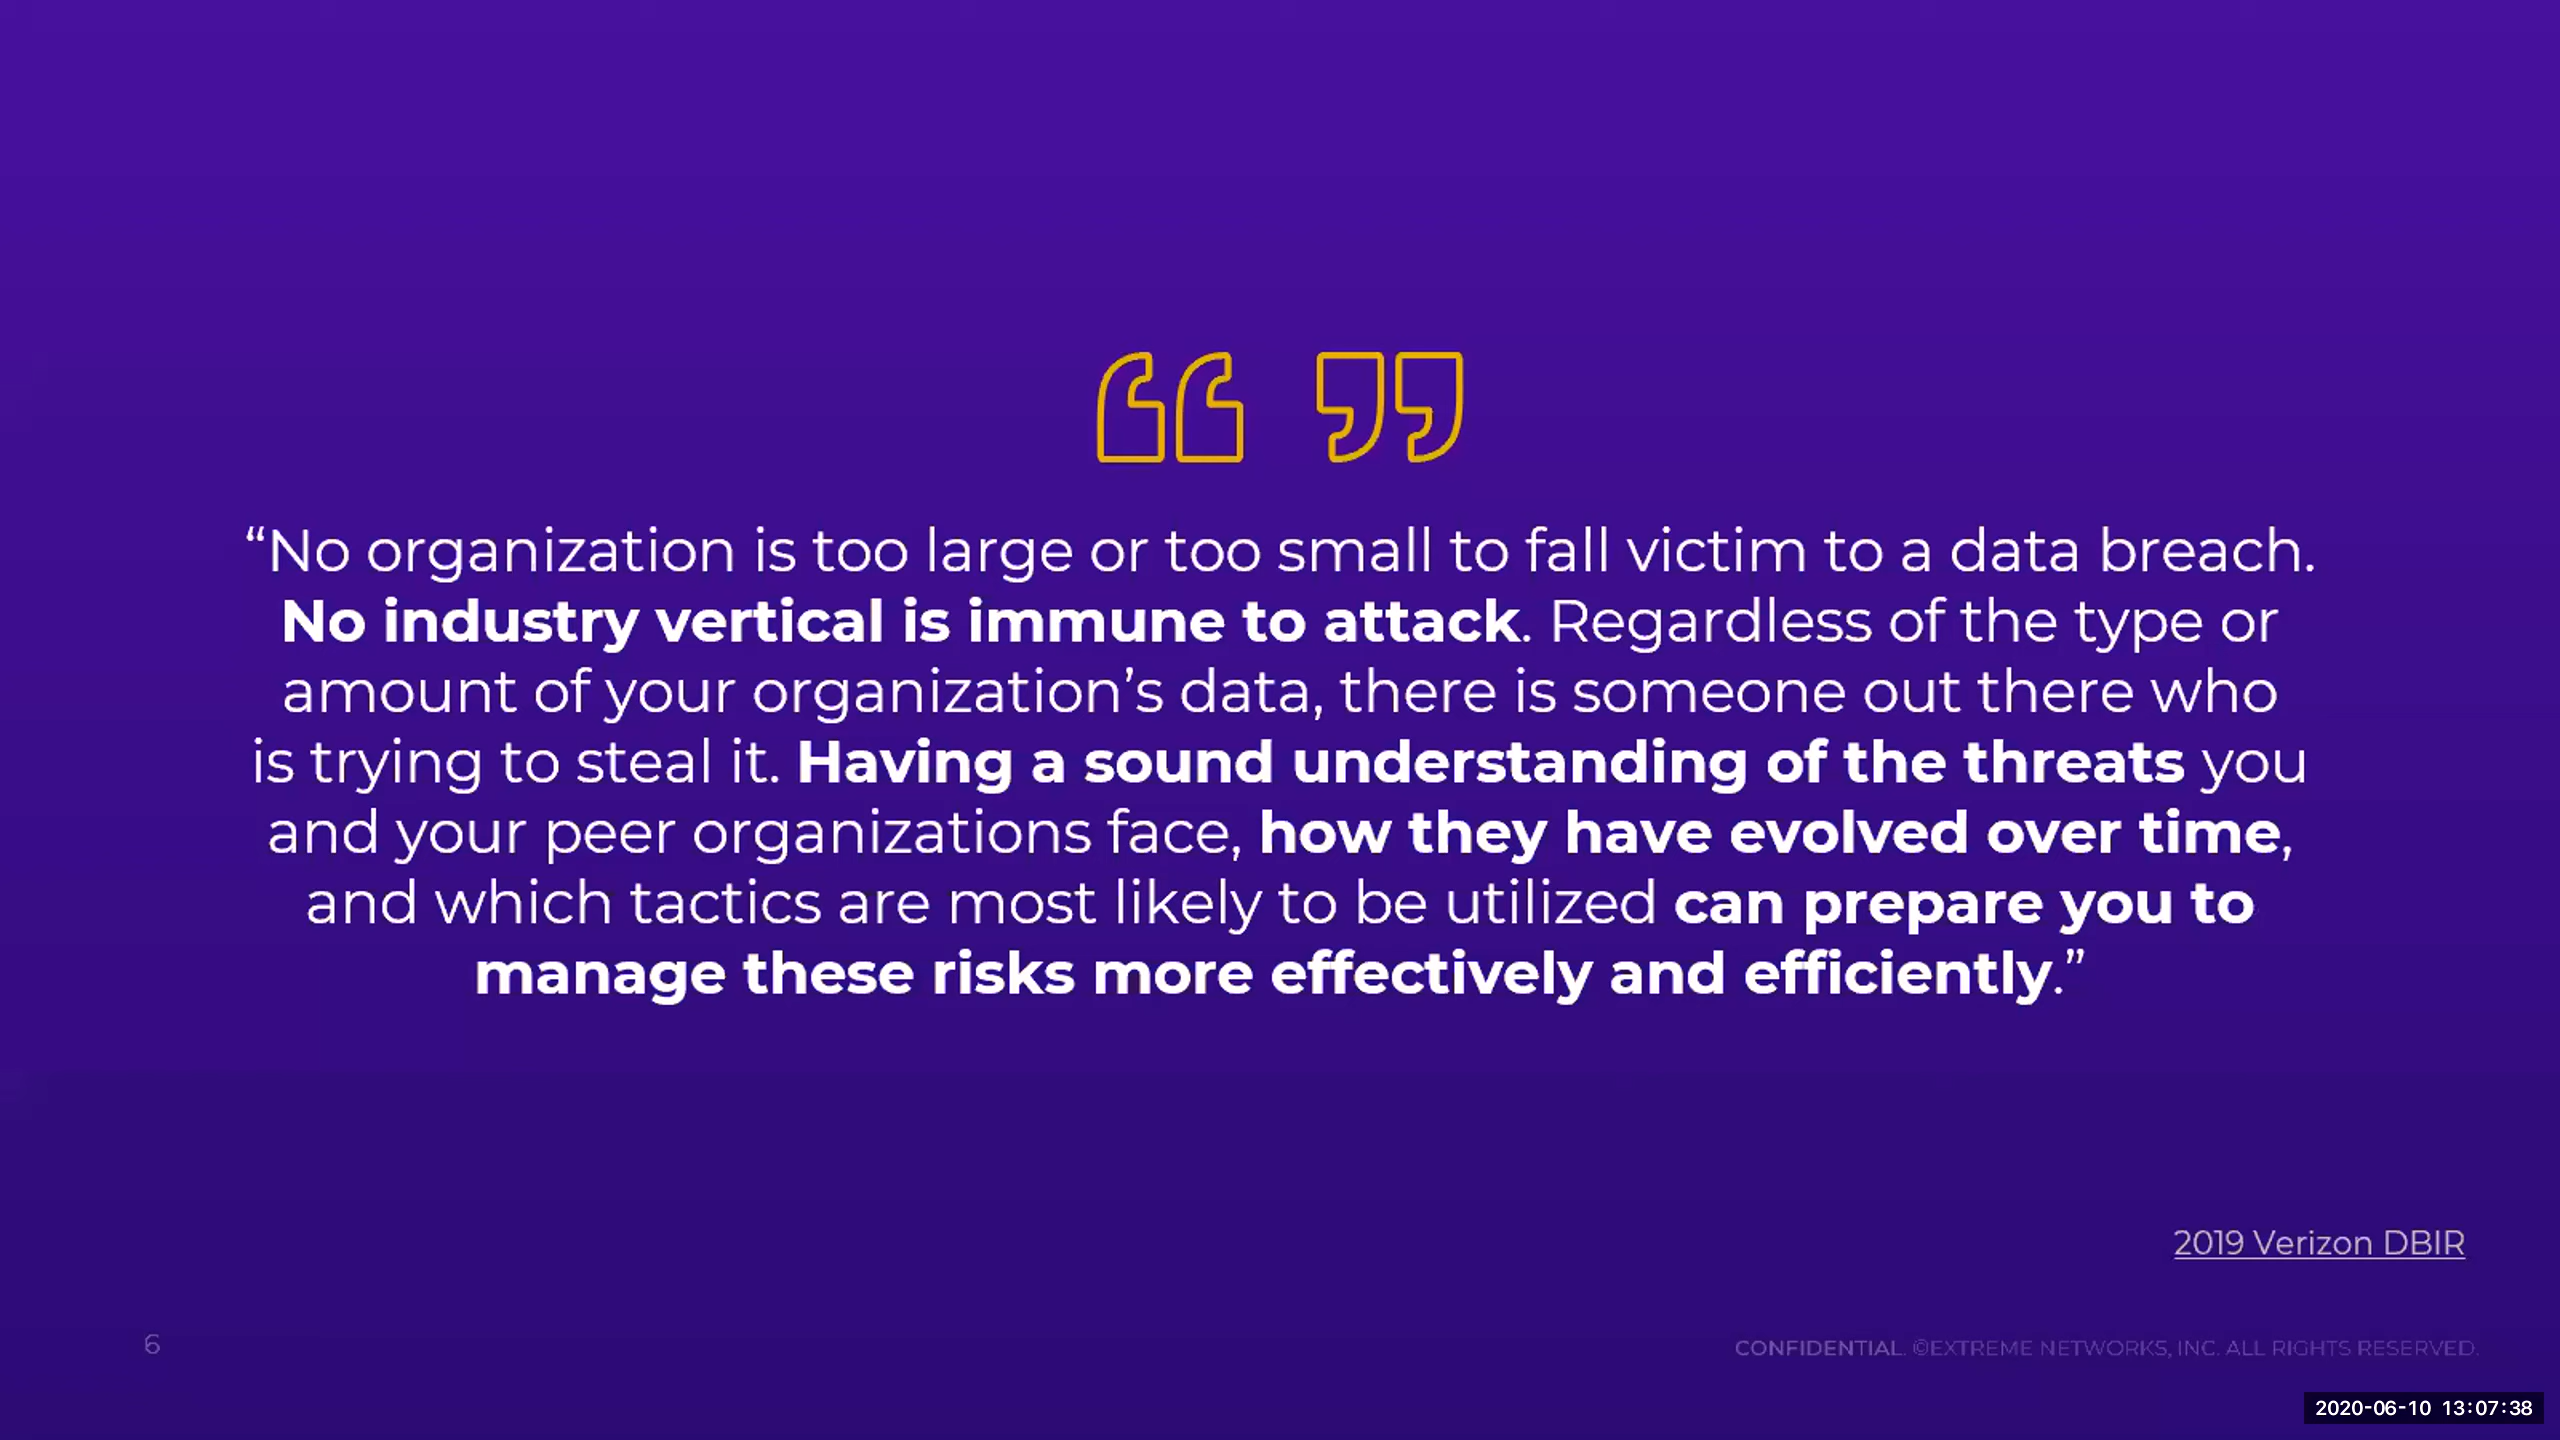 “No organization is too large or too small to fall victim to a data breach.
No industry vertical is immune to attack. Regardless of the type or
amount of your organization’s data, there is someone out there who
is trying to steal it. Having a sound understanding of the threats you
and your peer organizations face, how they have evolved over time,
and which tactics are most likely to be utilized can prepare you to
manage these risks more effectively and efficiently.”
2019 Verizon DBIR
6
CONFIDENTIAL. ©EXTREME NETWORKS, INC. ALL RIGHTS RESERVED.
2020-06-10 13:07:38